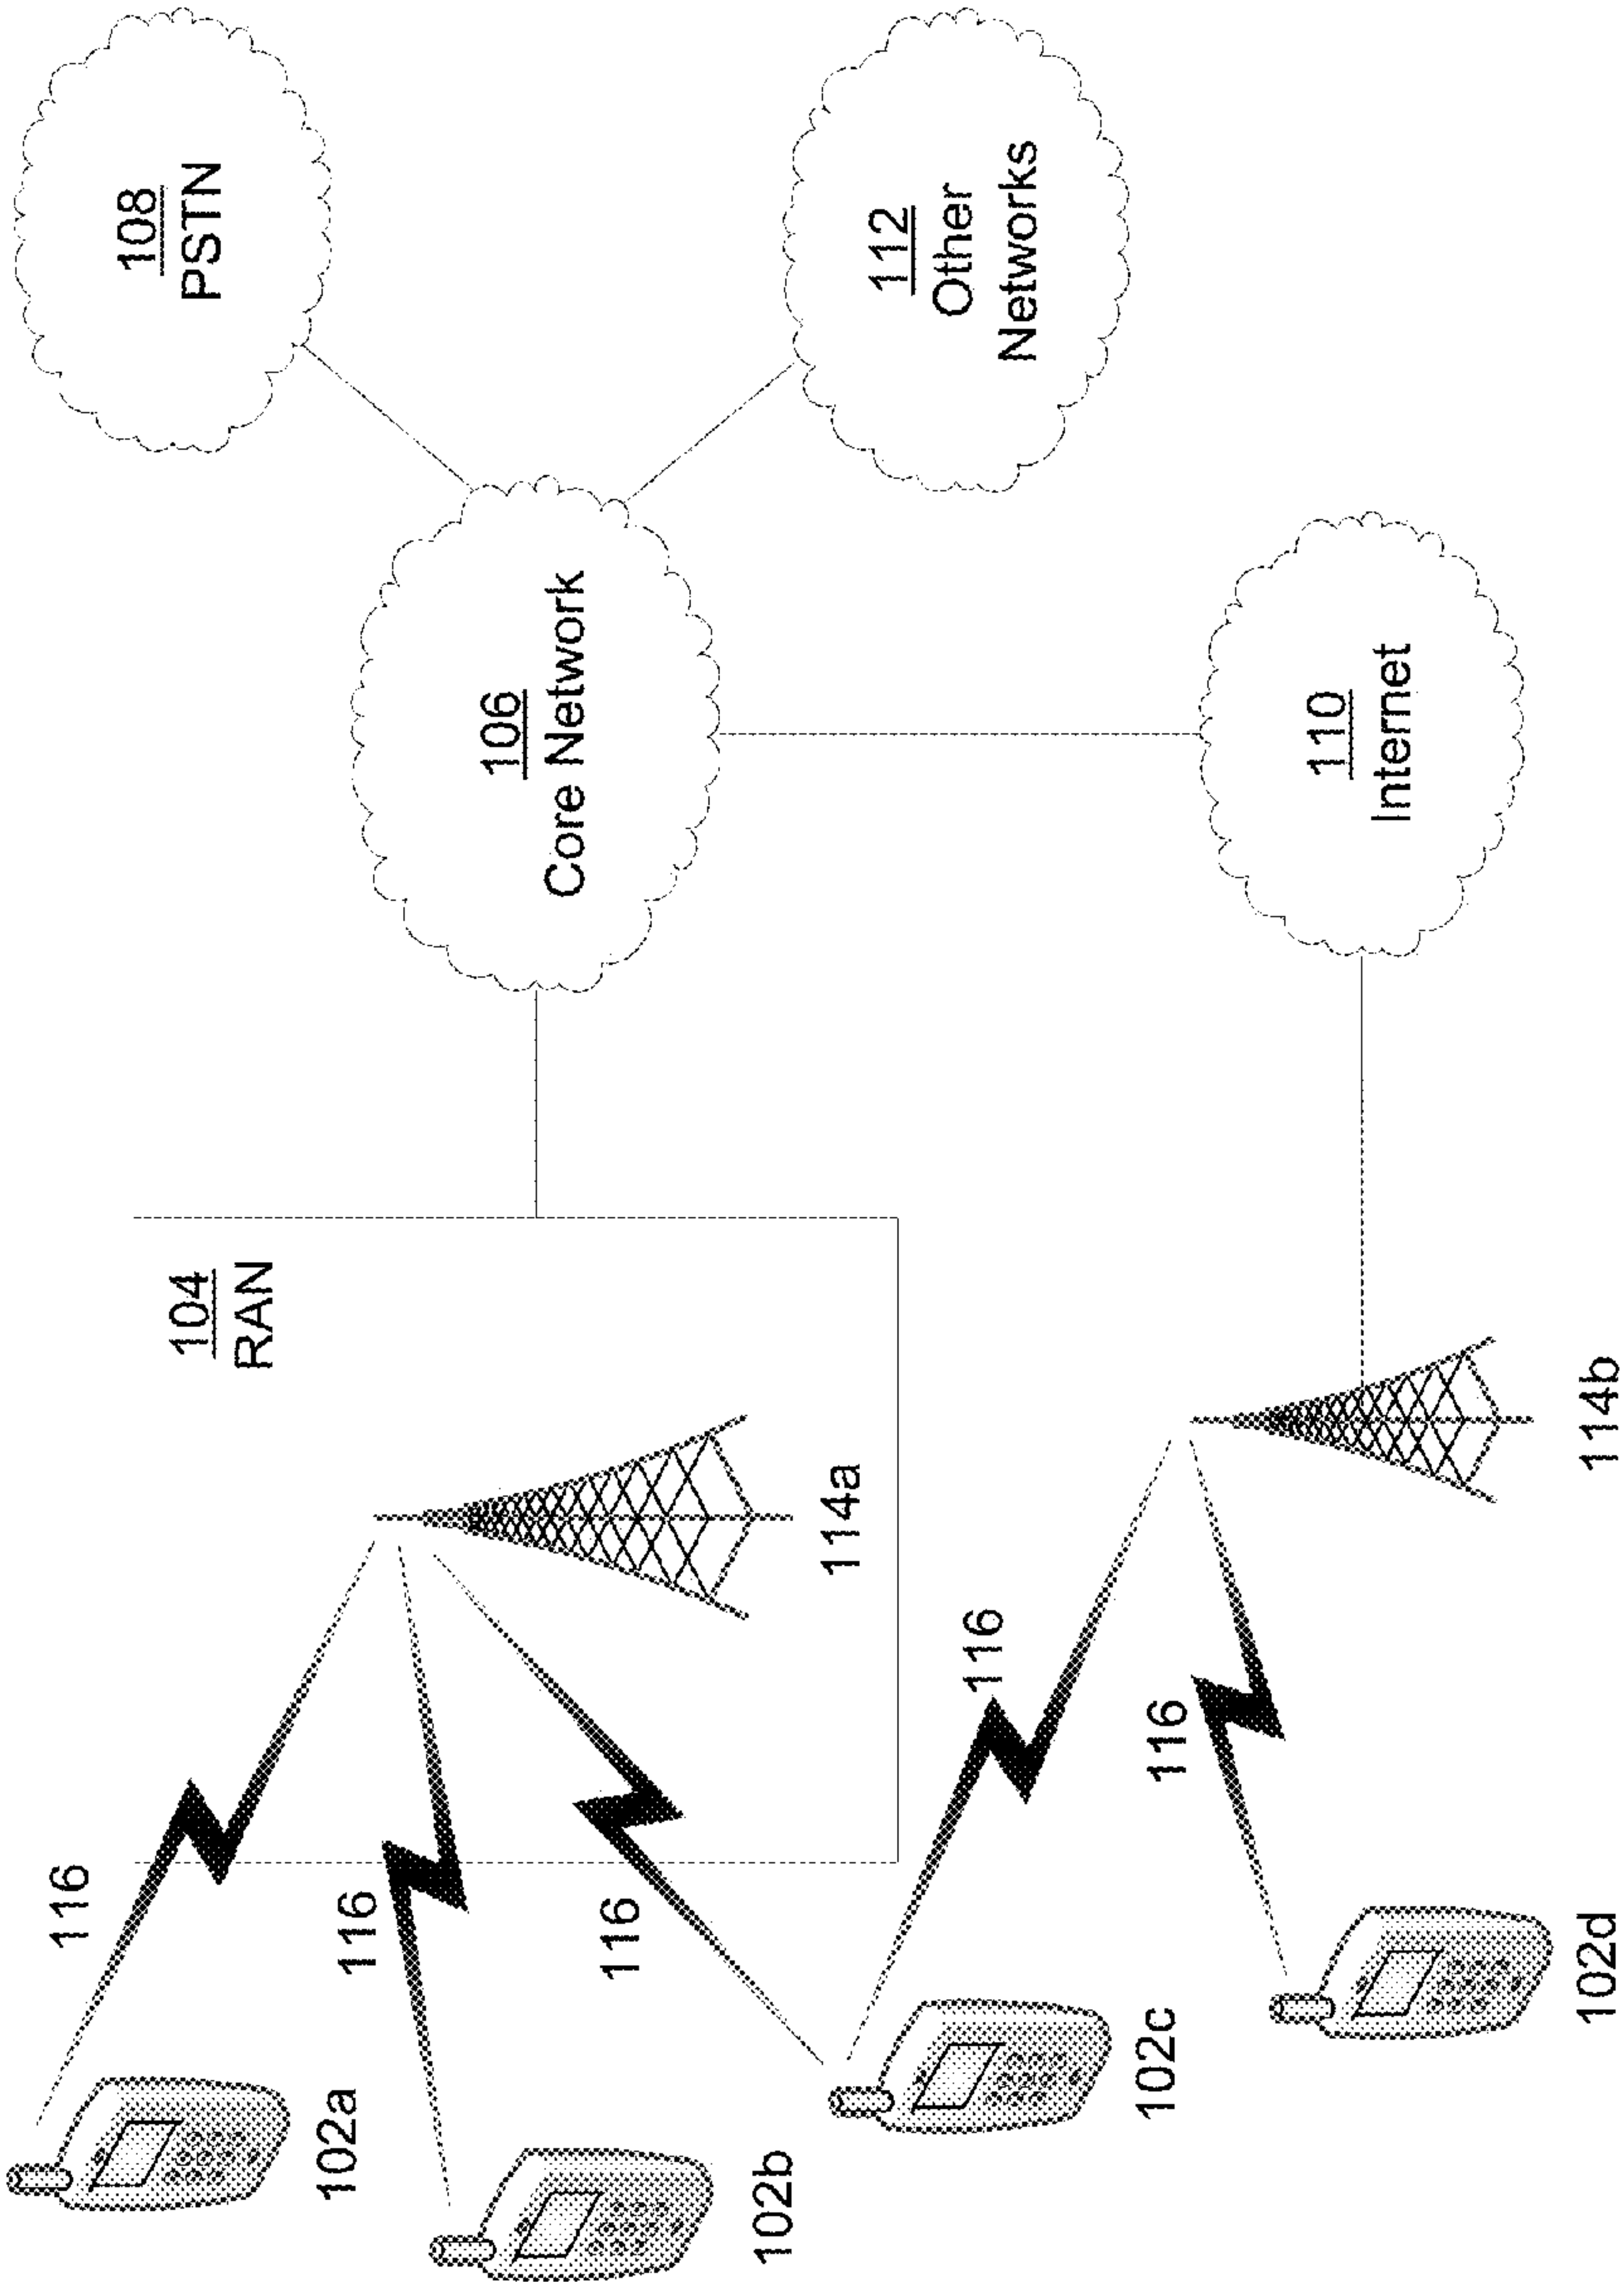 116
108
PSTN
104
RAN
102a
116
106
Core Network
116
102b
114a
112
Other
Networks
116
102c
116
110
Internet
102d
114b